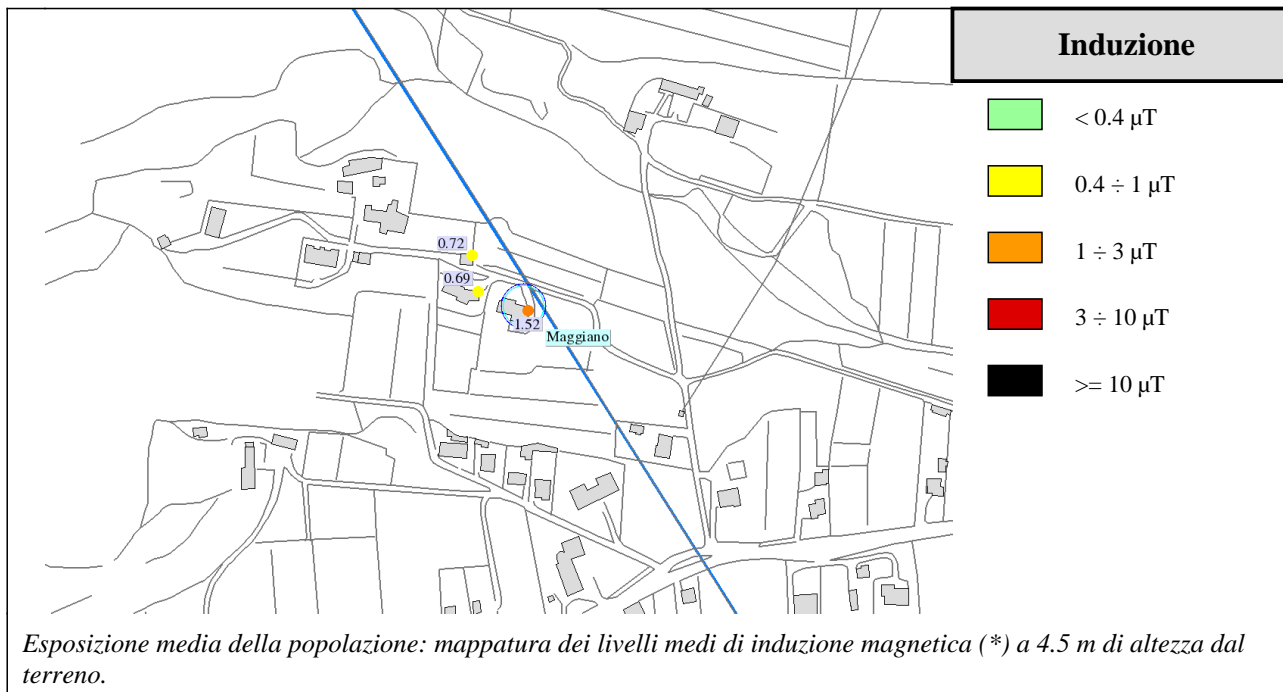 Induzione
< 0.4 μT
0.4 ÷ 1 μT
1 ÷ 3 μT
3 ÷ 10 μT
>= 10 μT
0.72
0.69
1.52
Maggiano
Esposizione media della popolazione: mappatura dei livelli medi di induzione magnetica (*) a 4.5 m di altezza dal
terreno.